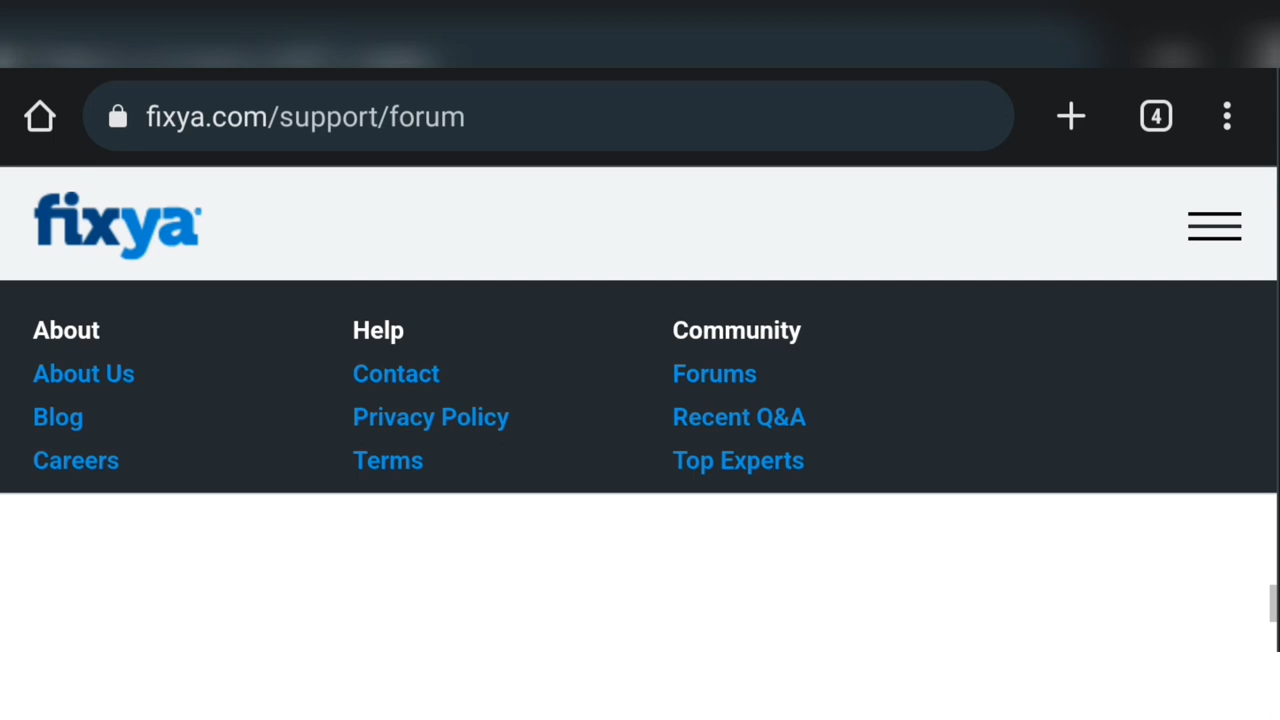 fixya.com/support/forum
4
fixya
About Help Community
About Us Contact Forums
Blog Privacy Policy Recent Q&A
Careers Terms Top Experts